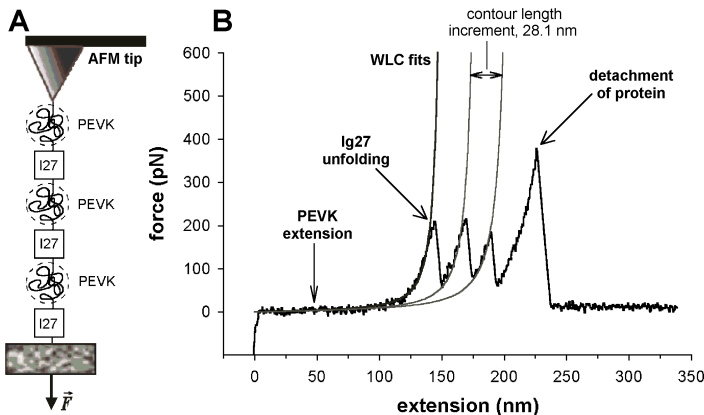 A
AFM tip
PEVK
I27
PEVK
I27
PEVK
I27
F
B
contour length
increment, 28.1 nm
WLC fits
detachment
of protein
Ig27
unfolding
PEVK
extension
force (pN)
600
500
400
300
200
100
0
0
50
100
150
200
250
300
350
extension (nm)